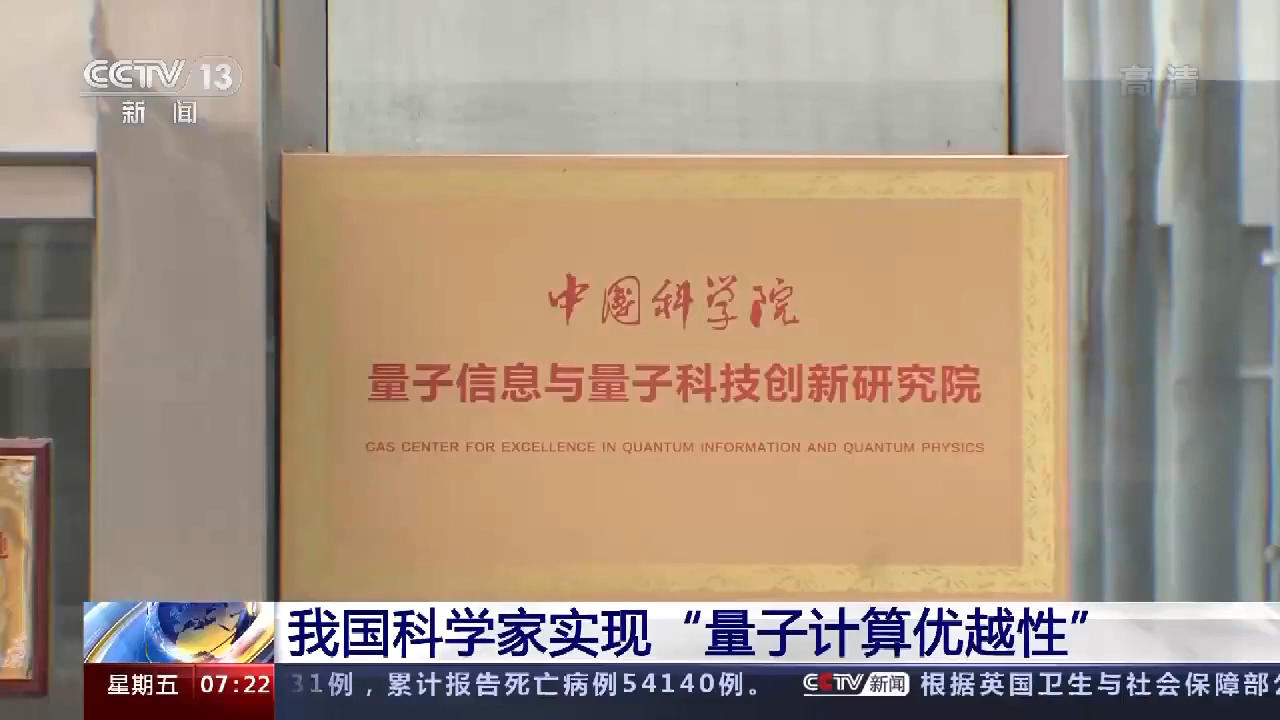 CCTV 13
高清
新闻
中国科学院
量子信息与量子科技创新研究院
CAS CENTER FOR EXCELLENCE IN QUANTUM INFORMATION AND QUANTUM PHYSICS
我国科学家实现“量子计算优越性”
星期五 07:22
31例，累计报告死亡病例54140例。 CCTV新闻 根据英国卫生与社会保障部